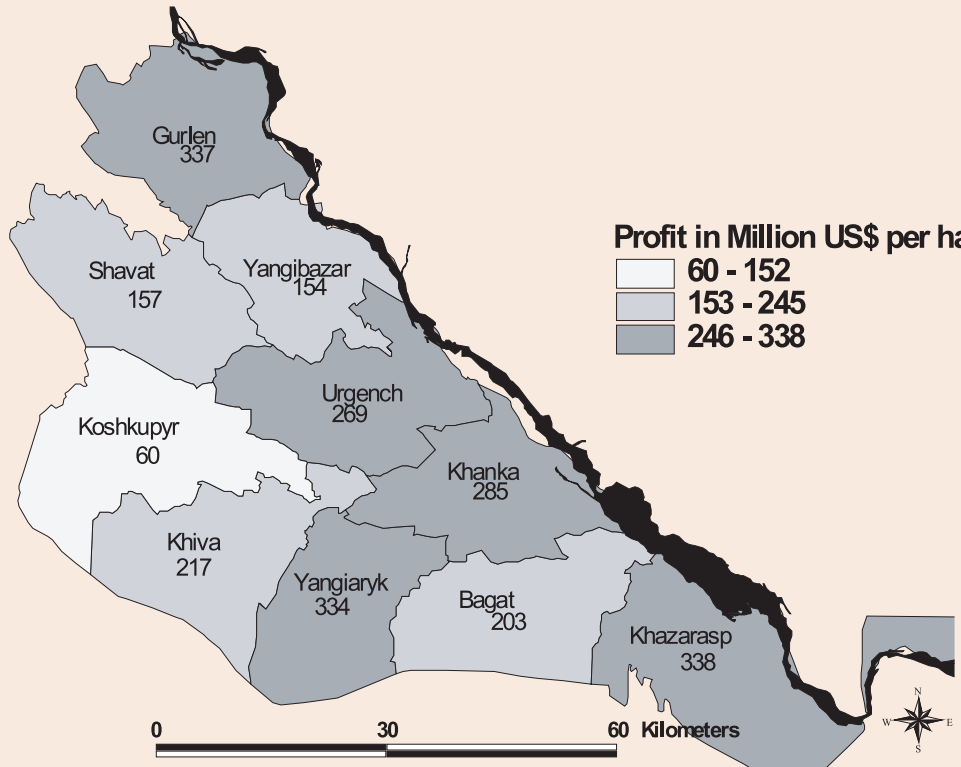 Gurlen
337
Shavat
157
Yangibazar
154
Profit in Million US$ per ha
60 - 152
153 - 245
246 - 338
Urgench
269
Koshkupyr
60
Khanka
285
Khiva
217
Yangiaryk
334
Bagat
203
Khazarasp
338
0 30 60 Kilometers
N
W E
S